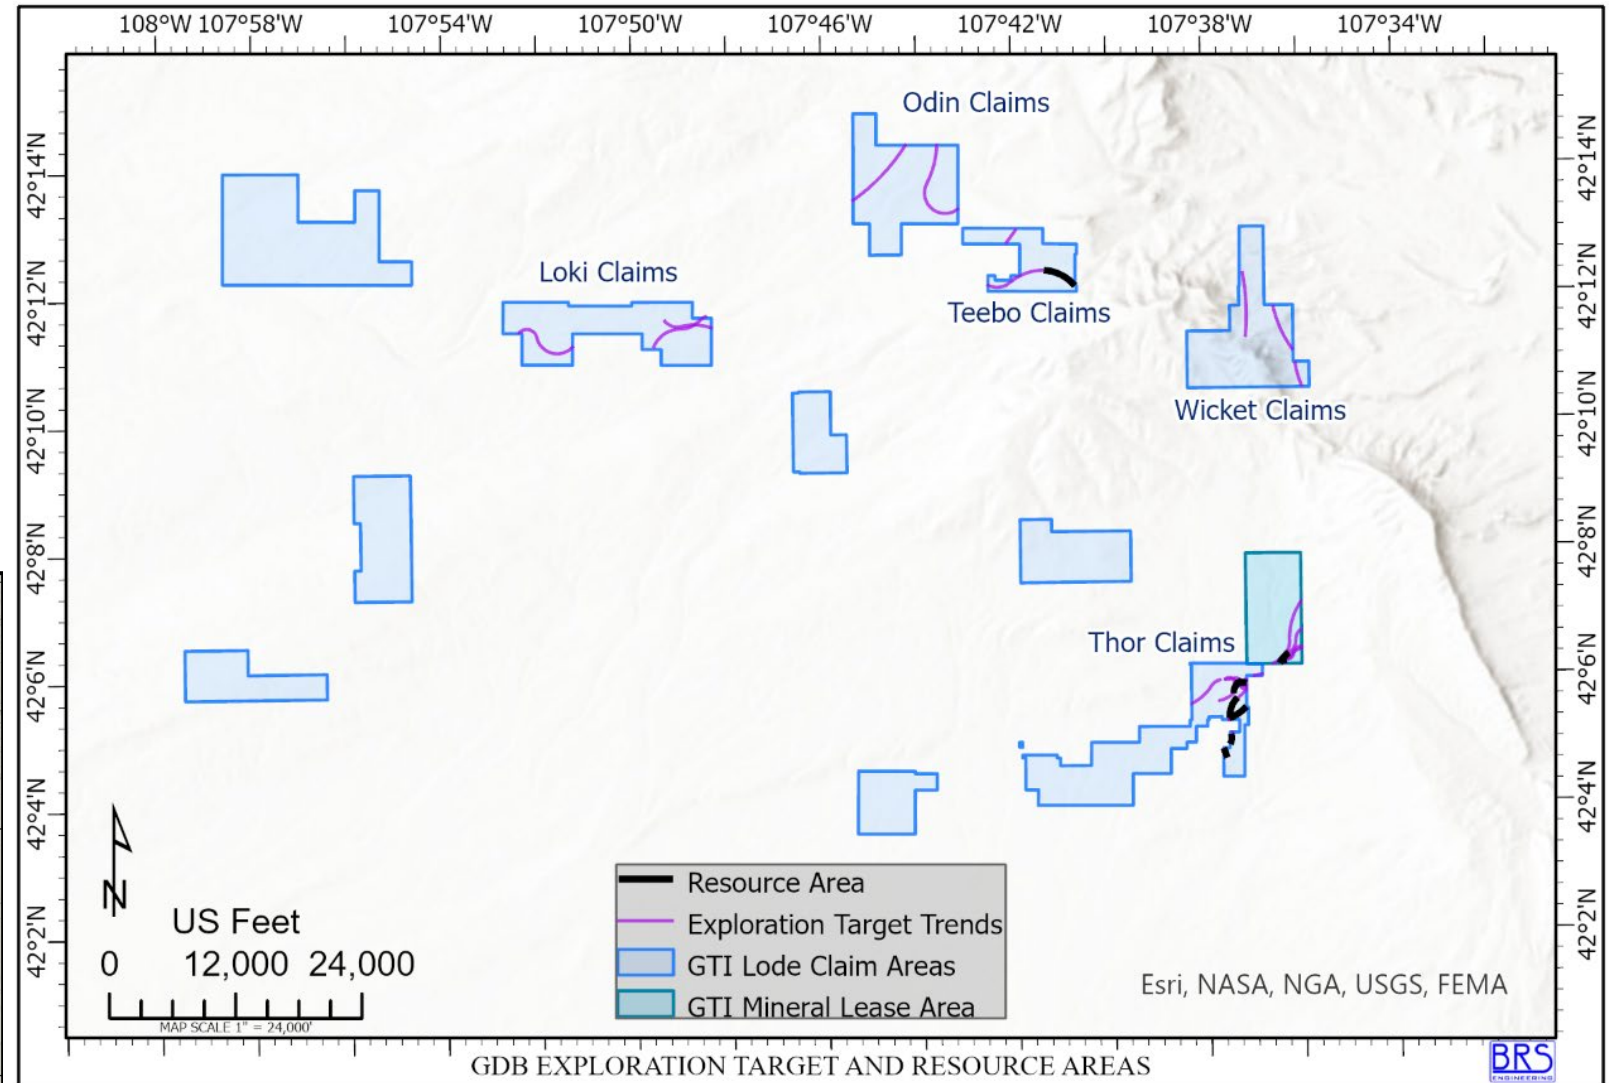 108°W 107°58'W 107°54'W 107°50'W 107°46'W 107°42'W 107°38'W 107°34'W
42°14'N
42°12'N
42°10'N
42°8'N
42°6'N
42°4'N
42°2'N
Odin Claims
Loki Claims
Teebo Claims
Wicket Claims
Thor Claims
42°14'N
42°12'N
42°10'N
42°8'N
42°6'N
42°4'N
42°2'N
N
US Feet
0 12,000 24,000
MAP SCALE 1" = 24,000'
Resource Area
Exploration Target Trends
GTI Lode Claim Areas
GTI Mineral Lease Area
Esri, NASA, NGA, USGS, FEMA
GDB EXPLORATION TARGET AND RESOURCE AREAS
BRS
ENGINEERING